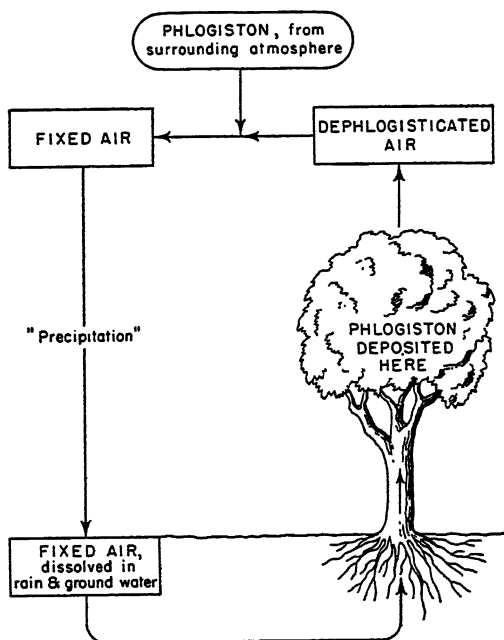 PHLOGISTON, from
surrounding atmosphere
FIXED AIR
DEPHLOGISTICATED
AIR
"Precipitation"
PHLOGISTON
DEPOSITED
HERE
FIXED AIR,
dissolved in
rain & ground water